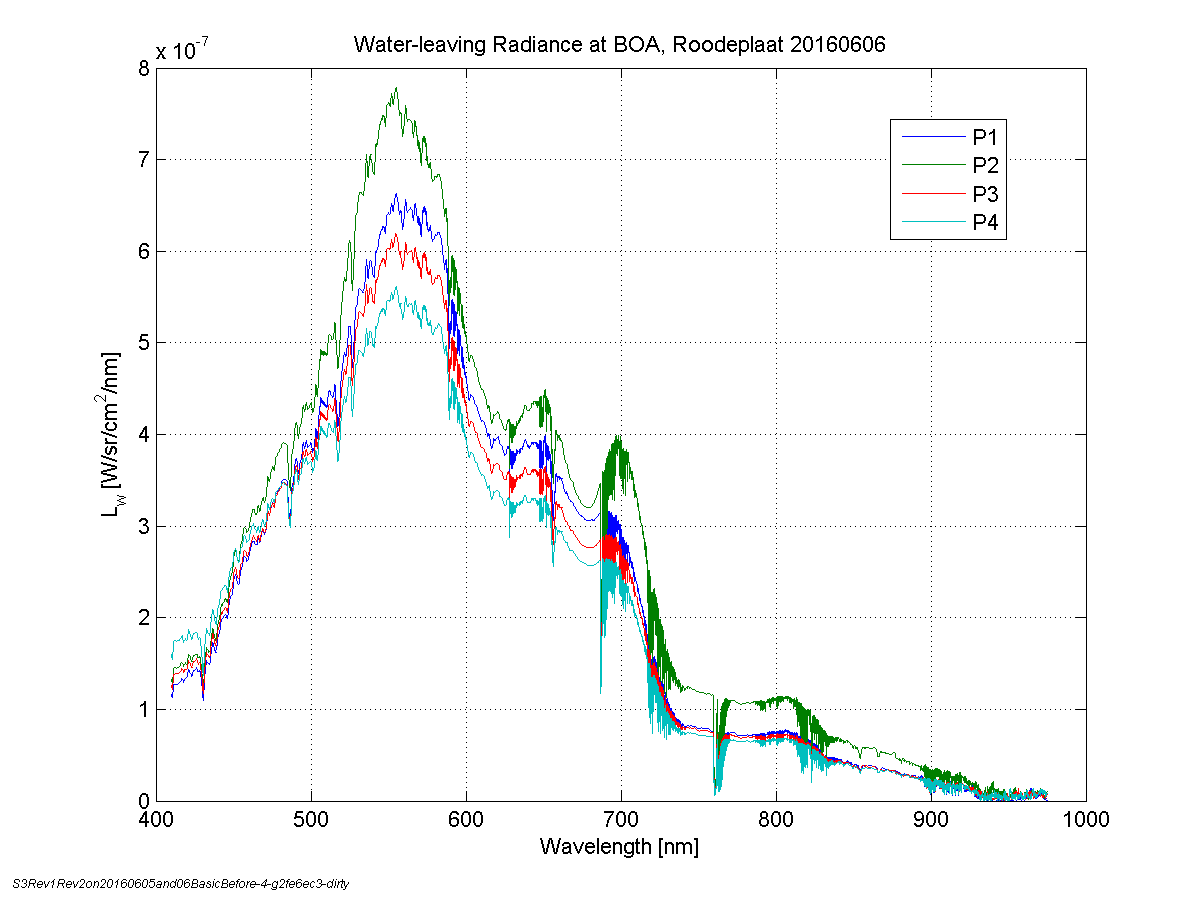 Water-leaving Radiance at BOA, Roodeplaat 20160606
x 10^-7
8
7
6
5
4
3
2
1
0
L_w [W/sr/cm^2/nm]
P1
P2
P3
P4
400 500 600 700 800 900 1000
Wavelength [nm]
S3Rev1Rev2on20160605and06BasicBefore-4-g2fe6ec3-dirty